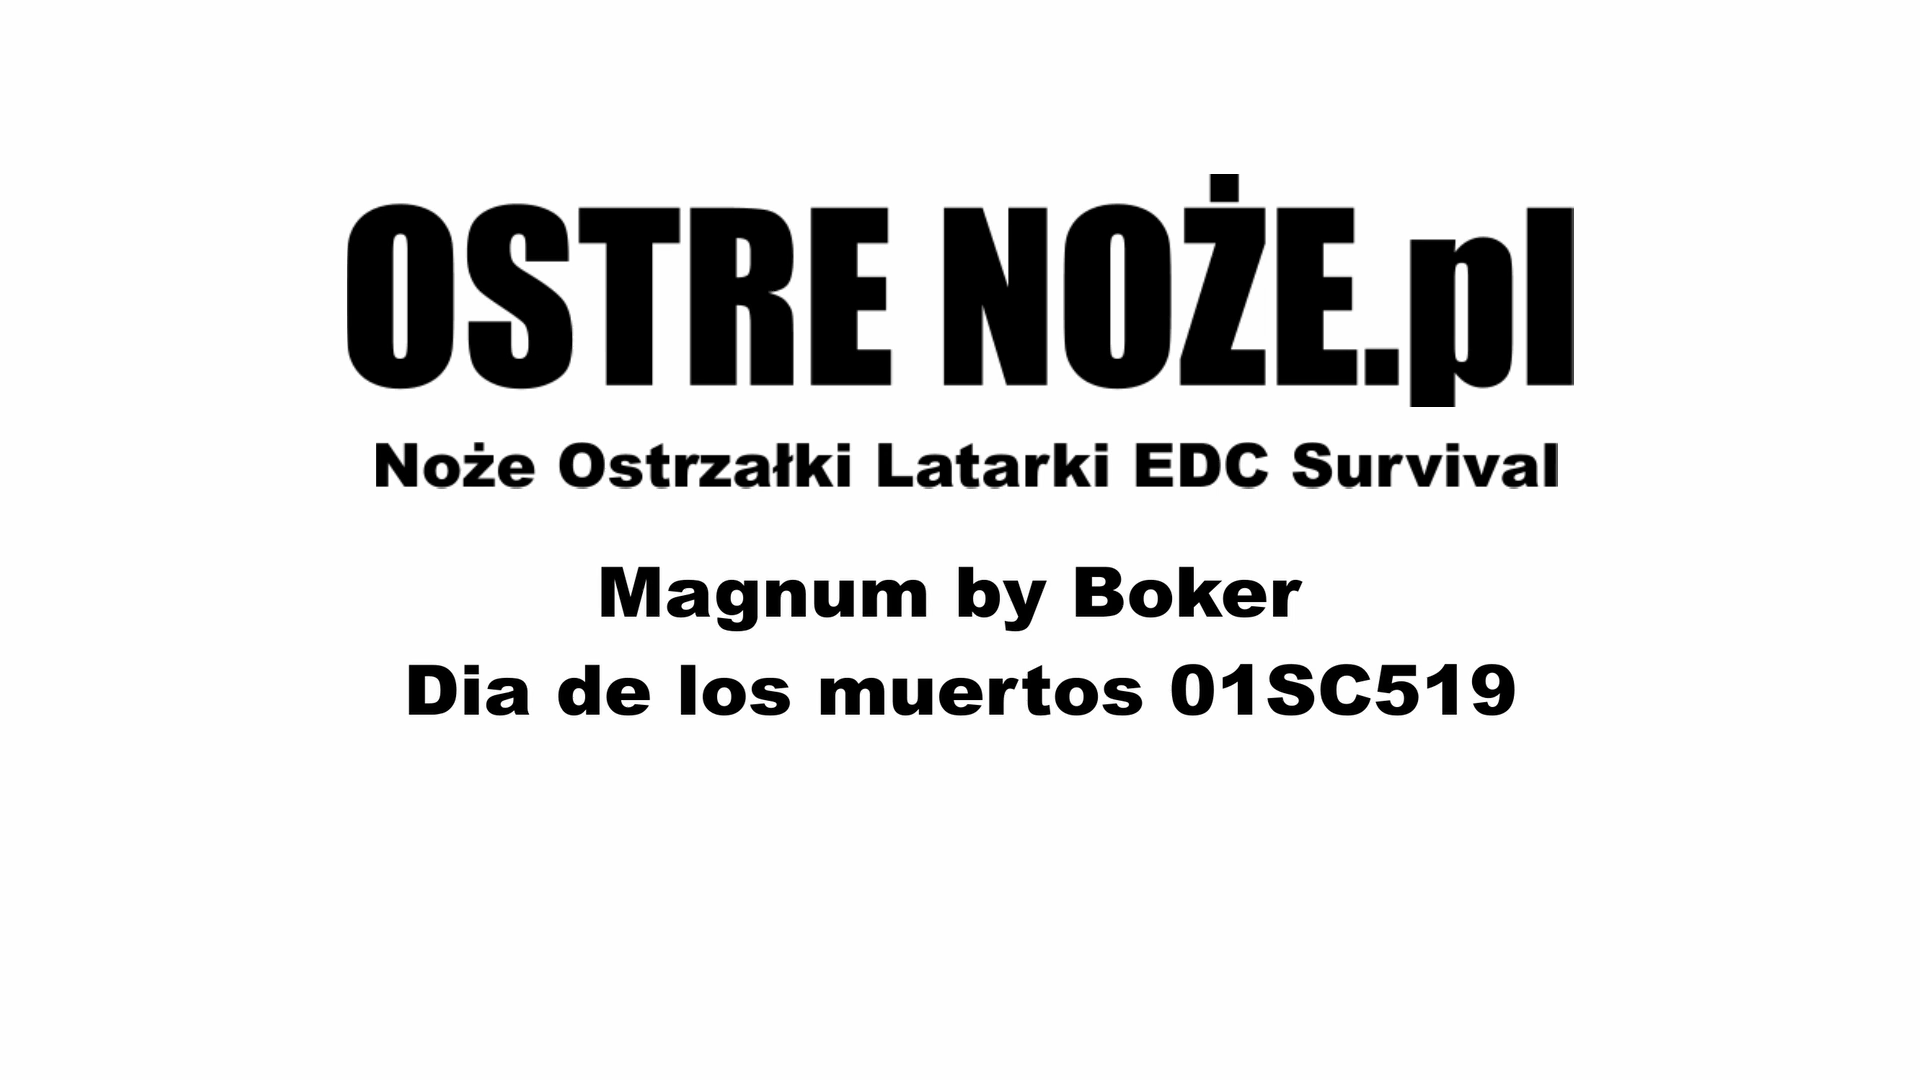 OSTRE NOŻE.pl
Noże Ostrzałki Latarki EDC Survival
Magnum by Boker
Dia de los muertos 01SC519